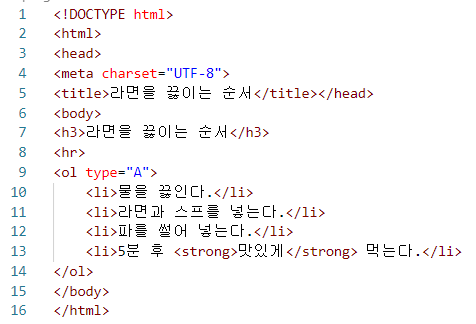 1 <!DOCTYPE html>
2 <html>
3 <head>
4 <meta charset="UTF-8">
5 <title>라면을 끓이는 순서</title></head>
6 <body>
7 <h3>라면을 끓이는 순서</h3>
8 <hr>
9 <ol type="A">
10     <li>물을 끓인다.</li>
11     <li>라면과 스프를 넣는다.</li>
12     <li>파를 썰어 넣는다.</li>
13     <li>5분 후 <strong>맛있게</strong> 먹는다.</li>
14 </ol>
15 </body>
16 </html>